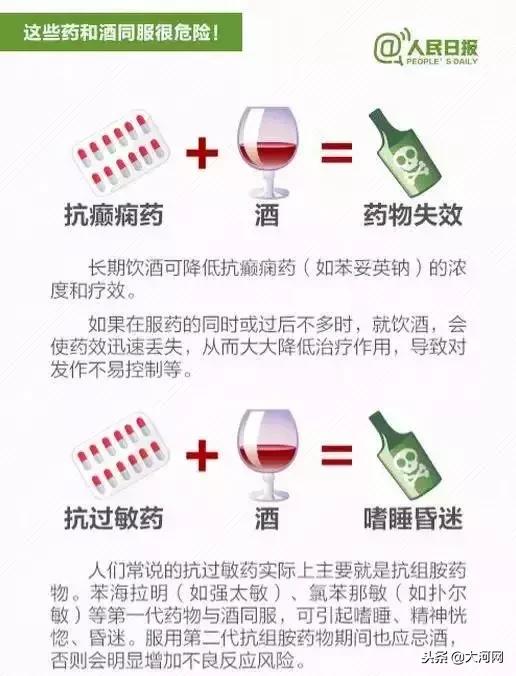 这些药和酒同服很危险！
@人民日报
PEOPLE'S DAILY
抗癫痫药 + 酒 = 药物失效
长期饮酒可降低抗癫痫药（如苯妥英钠）的浓
度和疗效。
如果在服药的同时或过后不多时，就饮酒，会
使药效迅速丢失，从而大大降低治疗作用，导致对
发作不易控制等。
抗过敏药 + 酒 = 嗜睡昏迷
人们常说的抗过敏药实际上主要就是抗组胺药
物。苯海拉明（如强太敏）、氯苯那敏（如扑尔
敏）等第一代药物与酒同服，可引起嗜睡、精神恍
惚、昏迷。服用第二代抗组胺药物期间也应忌酒，
否则会明显增加不良反应风险。
头条@大河网